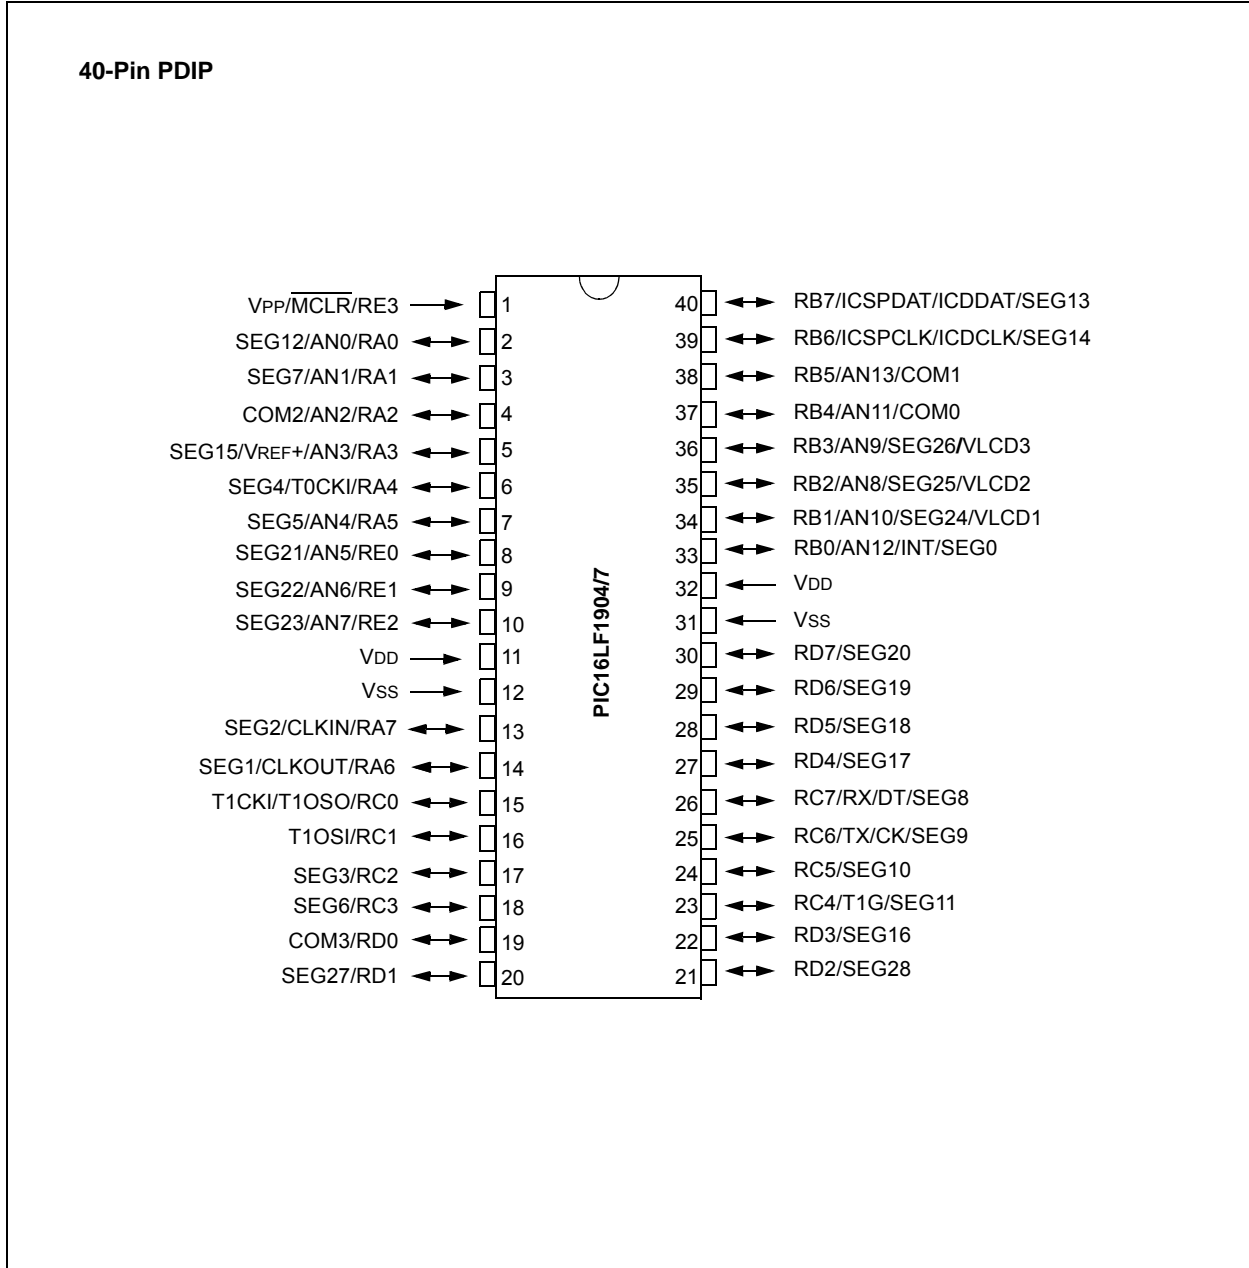 40-Pin PDIP
VPP/MCLR/RE3 1
SEG12/AN0/RA0 2
SEG7/AN1/RA1 3
COM2/AN2/RA2 4
SEG15/VREF+/AN3/RA3 5
SEG4/T0CKI/RA4 6
SEG5/AN4/RA5 7
SEG21/AN5/RE0 8
SEG22/AN6/RE1 9
SEG23/AN7/RE2 10
VDD 11
VSS 12
SEG2/CLKIN/RA7 13
SEG1/CLKOUT/RA6 14
T1CKI/T1OSO/RC0 15
T1OSI/RC1 16
SEG3/RC2 17
SEG6/RC3 18
COM3/RD0 19
SEG27/RD1 20
PIC16LF1904/7
40 RB7/ICSPDAT/ICDDAT/SEG13
39 RB6/ICSPCLK/ICDCLK/SEG14
38 RB5/AN13/COM1
37 RB4/AN11/COM0
36 RB3/AN9/SEG26/VLCD3
35 RB2/AN8/SEG25/VLCD2
34 RB1/AN10/SEG24/VLCD1
33 RB0/AN12/INT/SEG0
32 VDD
31 VSS
30 RD7/SEG20
29 RD6/SEG19
28 RD5/SEG18
27 RD4/SEG17
26 RC7/RX/DT/SEG8
25 RC6/TX/CK/SEG9
24 RC5/SEG10
23 RC4/T1G/SEG11
22 RD3/SEG16
21 RD2/SEG28